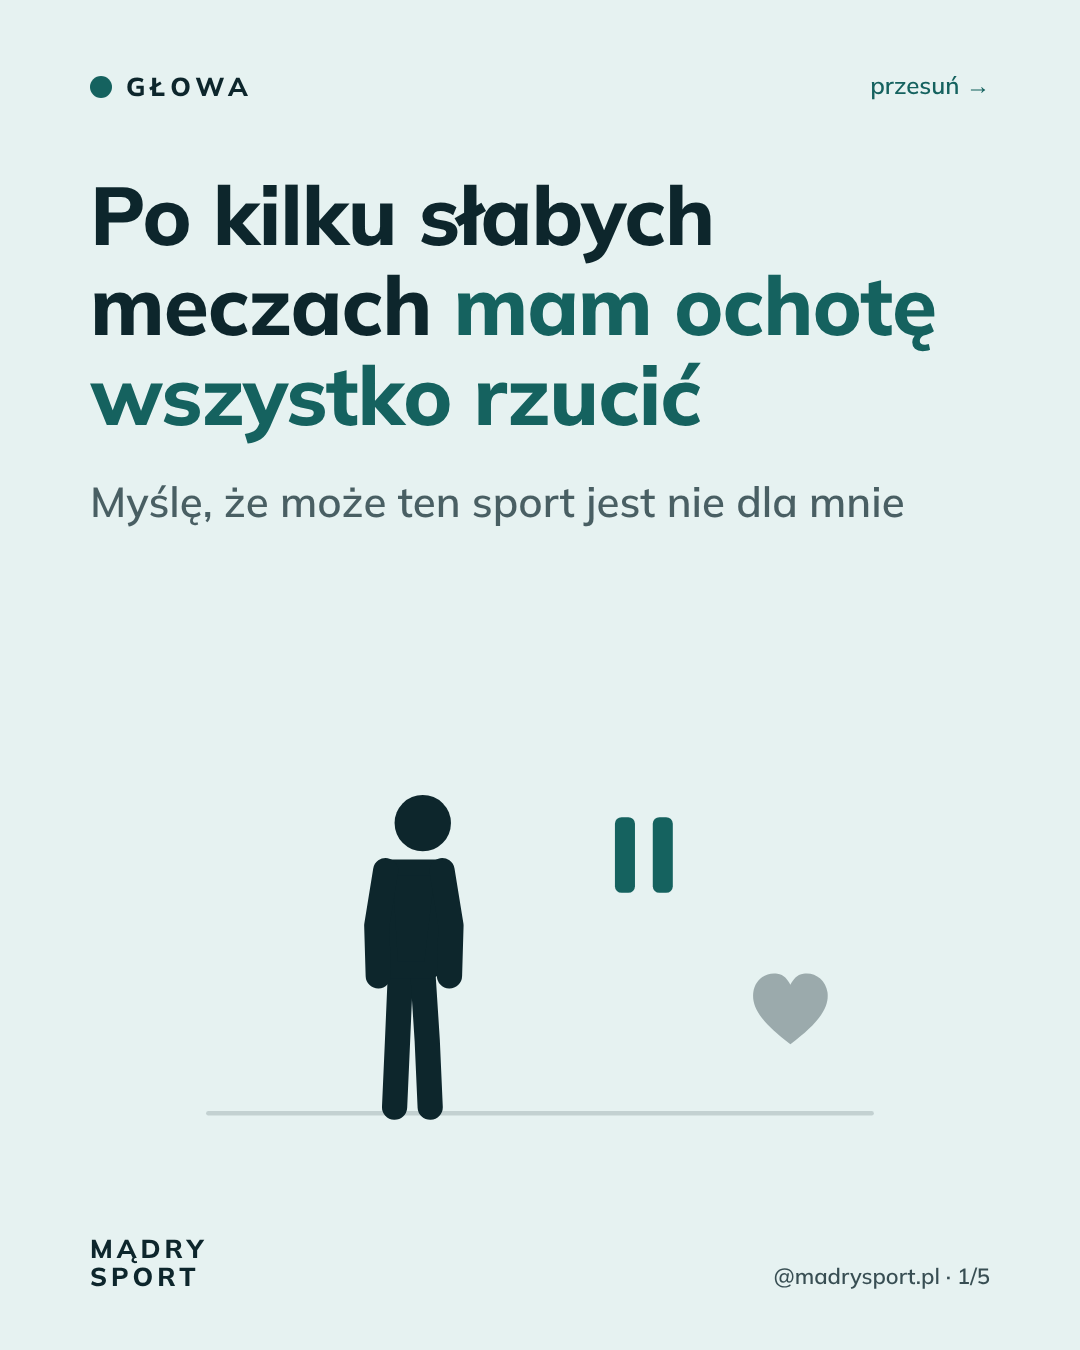 GŁOWA
przesuń →
Po kilku słabych
meczach mam ochotę
wszystko rzucić
Myślę, że może ten sport jest nie dla mnie
MĄDRY
SPORT
@madrysport.pl · 1/5